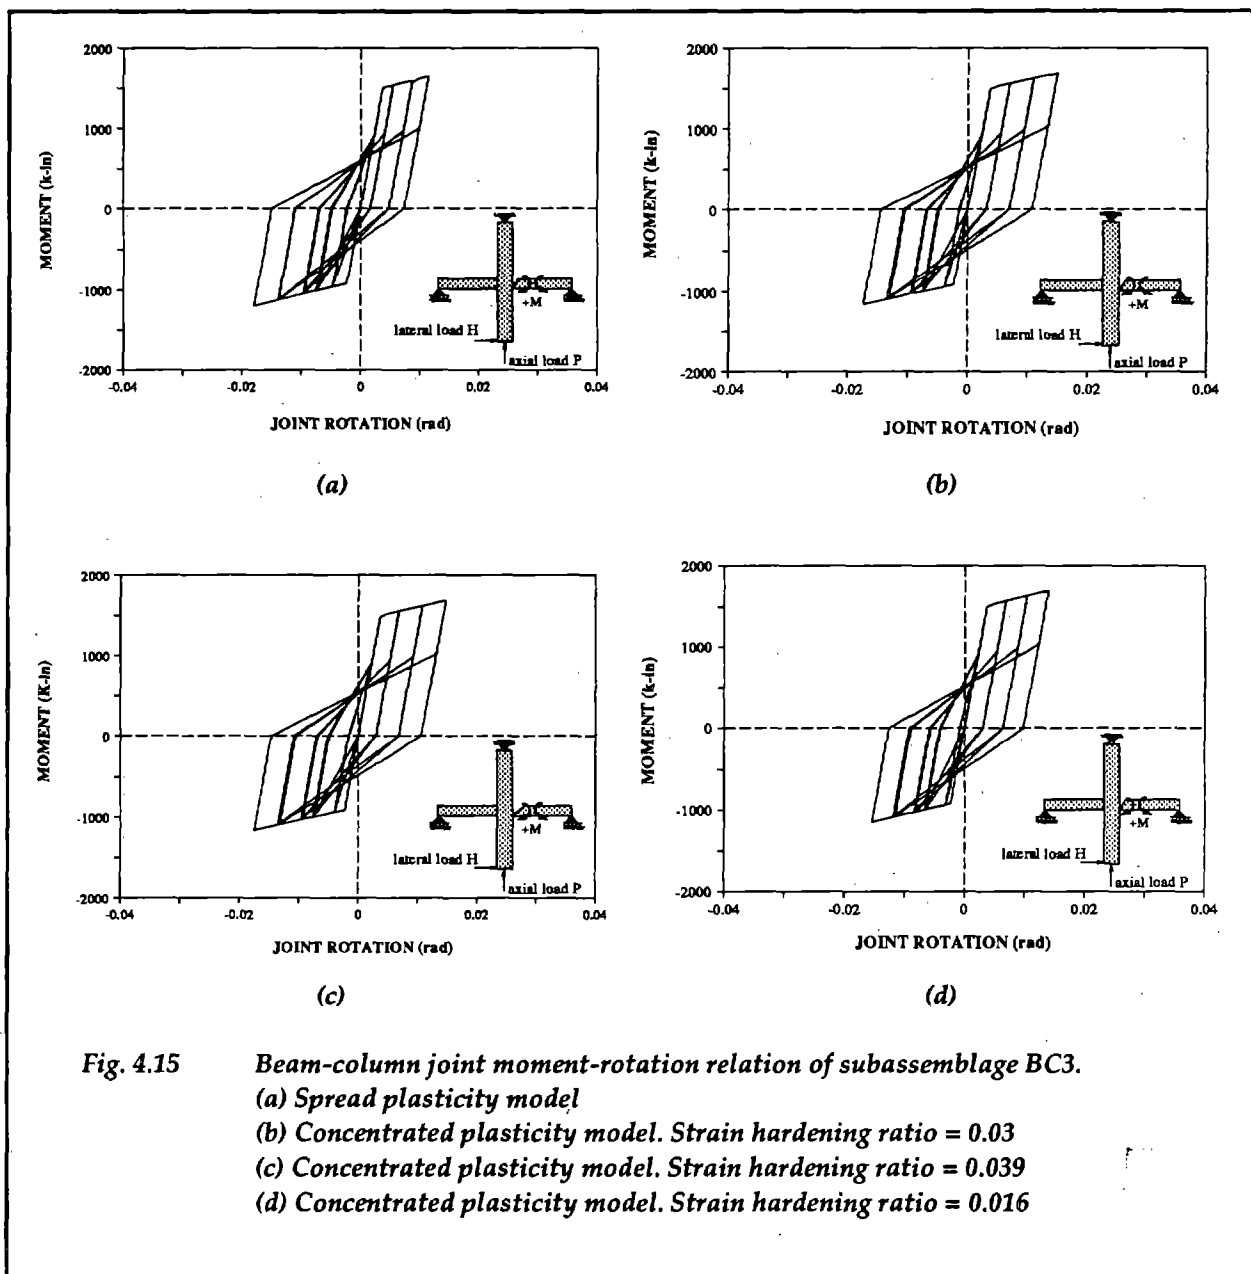 2000
1000
0
-1000
-2000
MOMENT (k-in)
-0.04
-0.02
0
0.02
0.04
JOINT ROTATION (rad)
+M
lateral load H
axial load P
(a)
2000
1000
0
-1000
-2000
MOMENT (k-in)
-0.04
-0.02
0
0.02
0.04
JOINT ROTATION (rad)
+M
lateral load H
axial load P
(b)
2000
1000
0
-1000
-2000
MOMENT (K-in)
-0.04
-0.02
0
0.02
0.04
JOINT ROTATION (rad)
+M
lateral load H
axial load P
(c)
2000
1000
0
-1000
-2000
MOMENT (k-in)
-0.04
-0.02
0
0.02
0.04
JOINT ROTATION (rad)
+M
lateral load H
axial load P
(d)
Fig. 4.15 Beam-column joint moment-rotation relation of subassemblage BC3.
(a) Spread plasticity model
(b) Concentrated plasticity model. Strain hardening ratio = 0.03
(c) Concentrated plasticity model. Strain hardening ratio = 0.039
(d) Concentrated plasticity model. Strain hardening ratio = 0.016